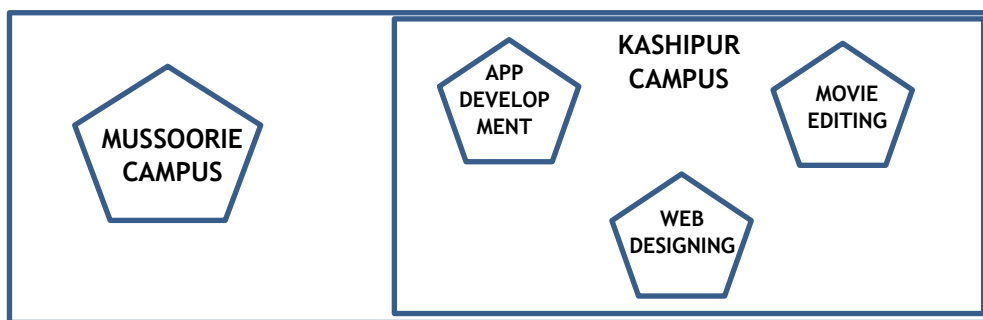 MUSSOORIE
CAMPUS
KASHIPUR
CAMPUS
APP
DEVELOP
MENT
MOVIE
EDITING
WEB
DESIGNING